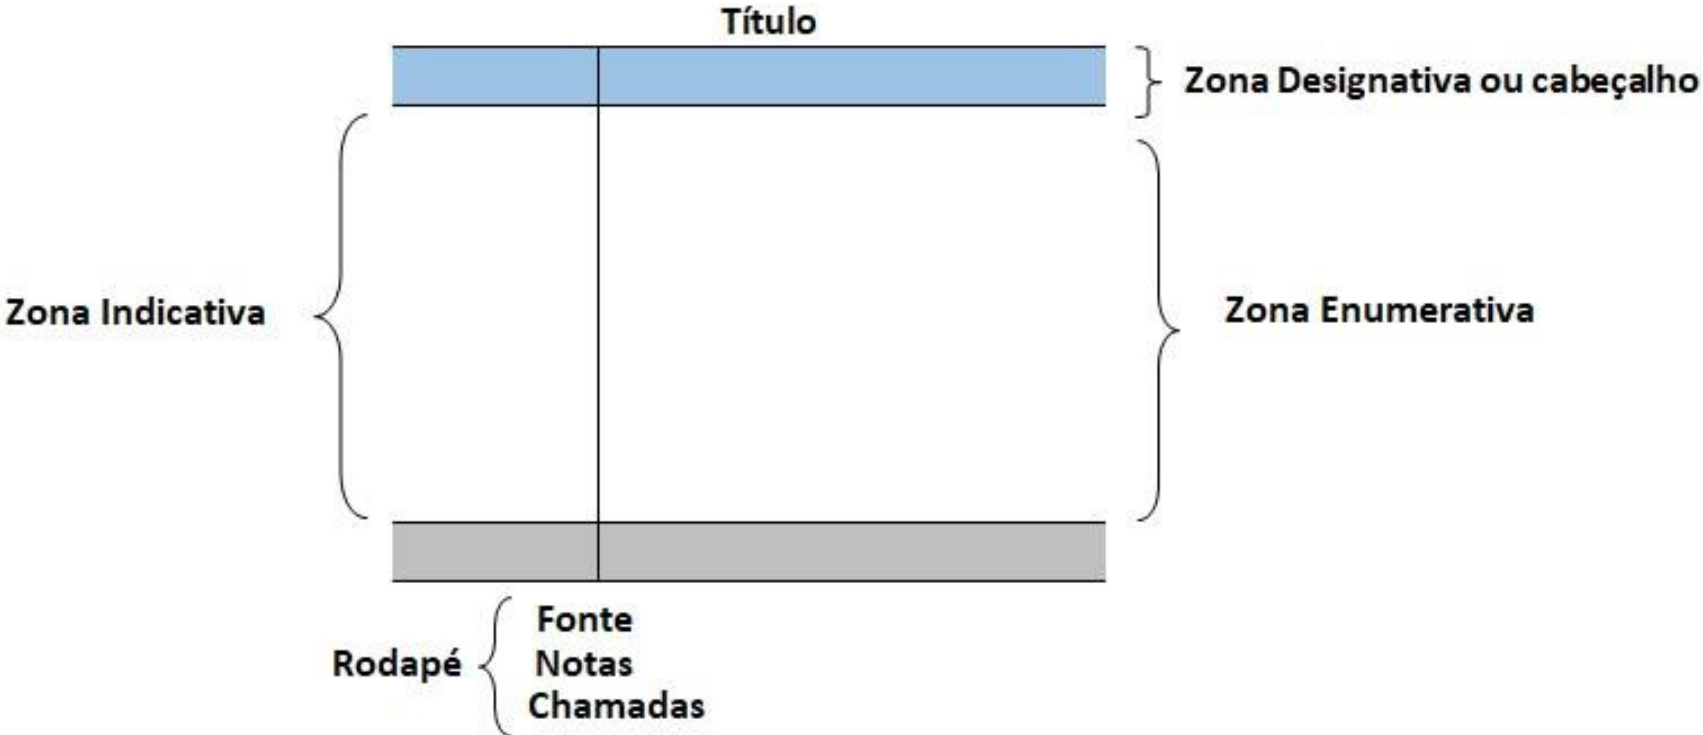 Título
Zona Designativa ou cabeçalho
Zona Indicativa
Zona Enumerativa
Rodapé
Fonte
Notas
Chamadas